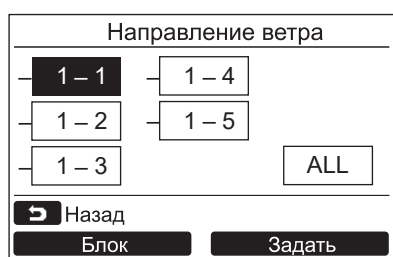 Направление ветра
1 – 1
1 – 4
1 – 2
1 – 5
1 – 3
ALL
Назад
Блок
Задать